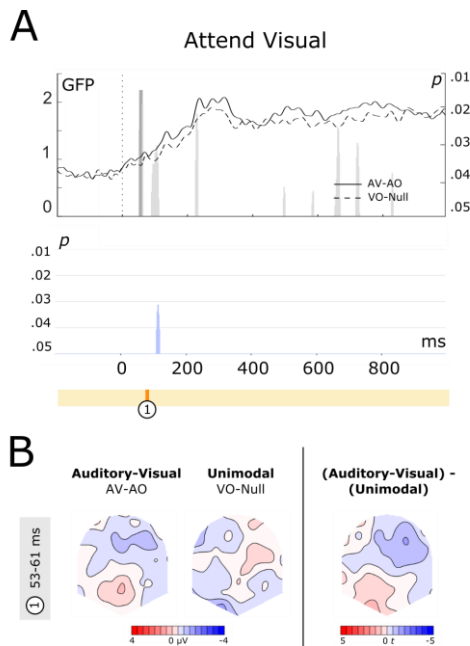 A
Attend Visual
GFP
p
2
1
0
.01
.02
.03
.04
.05
AV-AO
VO-Null
p
.01
.02
.03
.04
.05
ms
0 200 400 600 800
1
B
Auditory-Visual
AV-AO
Unimodal
VO-Null
(Auditory-Visual) -
(Unimodal)
1 53-61 ms
4 0 µV -4
5 0 t -5